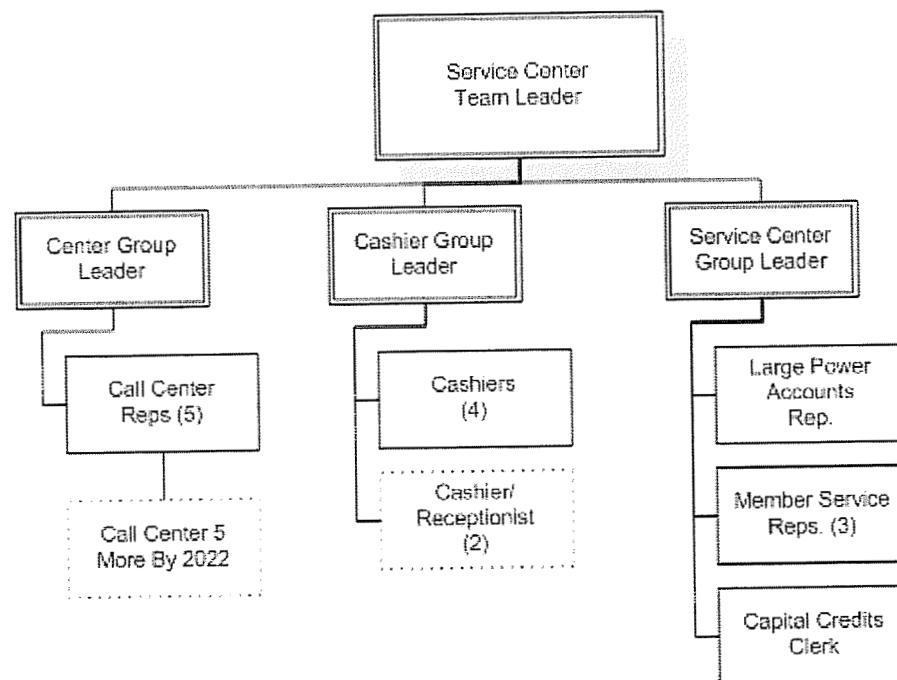 Service Center
Team Leader
Center Group
Leader
Cashier Group
Leader
Service Center
Group Leader
Call Center
Reps (5)
Call Center 5
More By 2022
Cashiers
(4)
Cashier/
Receptionist
(2)
Large Power
Accounts
Rep.
Member Service
Reps. (3)
Capital Credits
Clerk